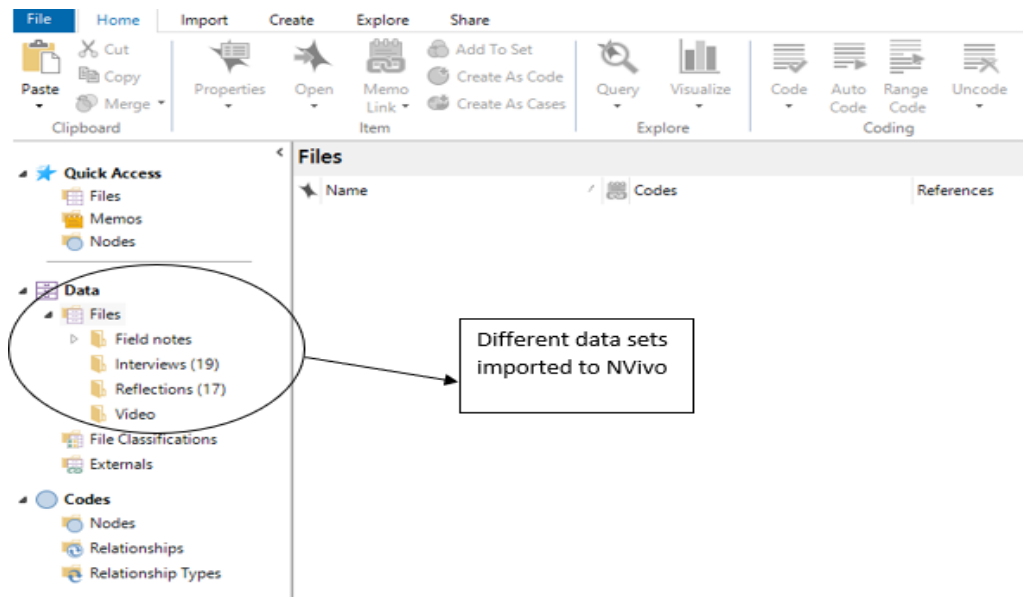 File Home Import Create Explore Share
Cut
Copy
Merge
Paste
Clipboard
Properties
Open
Memo
Link
Add To Set
Create As Code
Create As Cases
Item
Query
Visualize
Explore
Code
Auto
Code
Range
Code
Uncode
Coding
Quick Access
Files
Memos
Nodes
Data
Files
Field notes
Interviews (19)
Reflections (17)
Video
File Classifications
Externals
Codes
Nodes
Relationships
Relationship Types
Files
Name Codes References
Different data sets
imported to NVivo